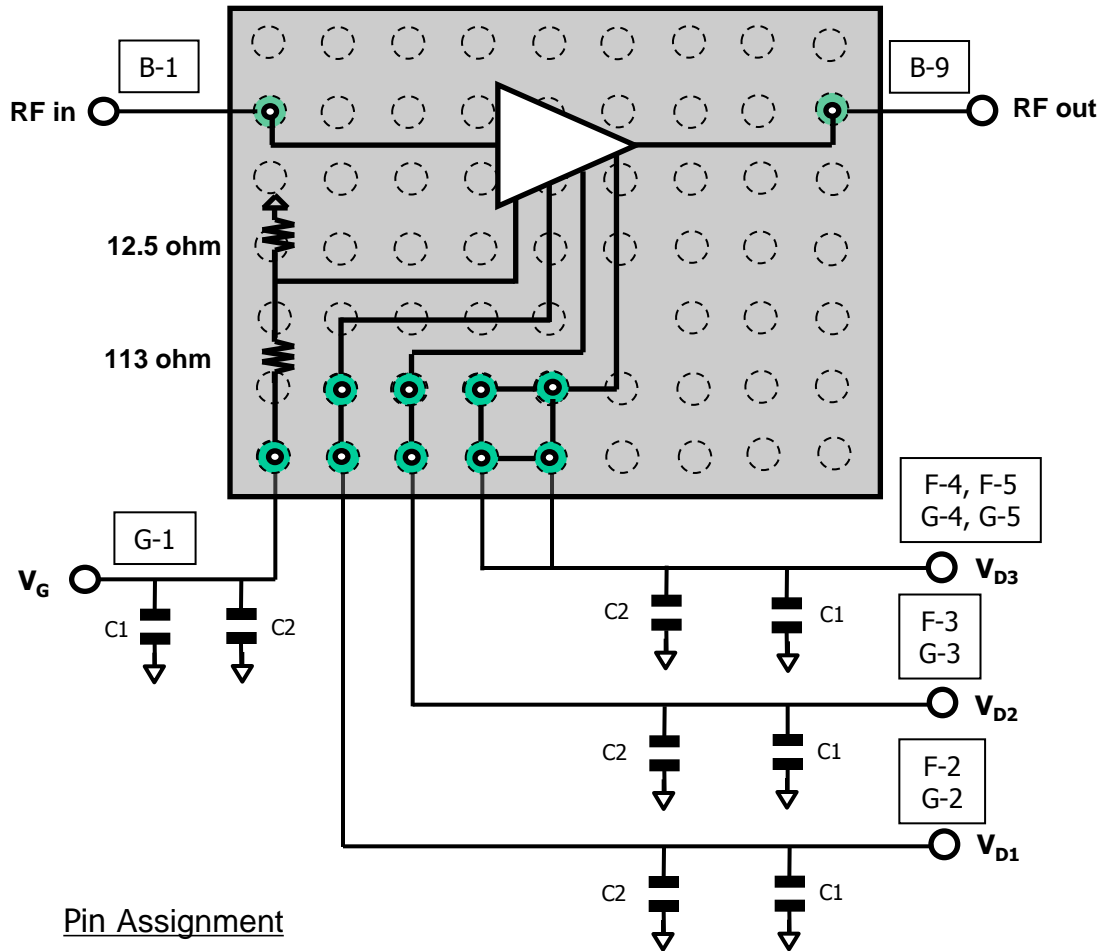 B-1
B-9
RF in
RF out
12.5 ohm
113 ohm
F-4, F-5
G-4, G-5
G-1
VG
VD3
C1
C2
C2
C1
F-3
G-3
VD2
C2
C1
F-2
G-2
VD1
C2
C1
Pin Assignment